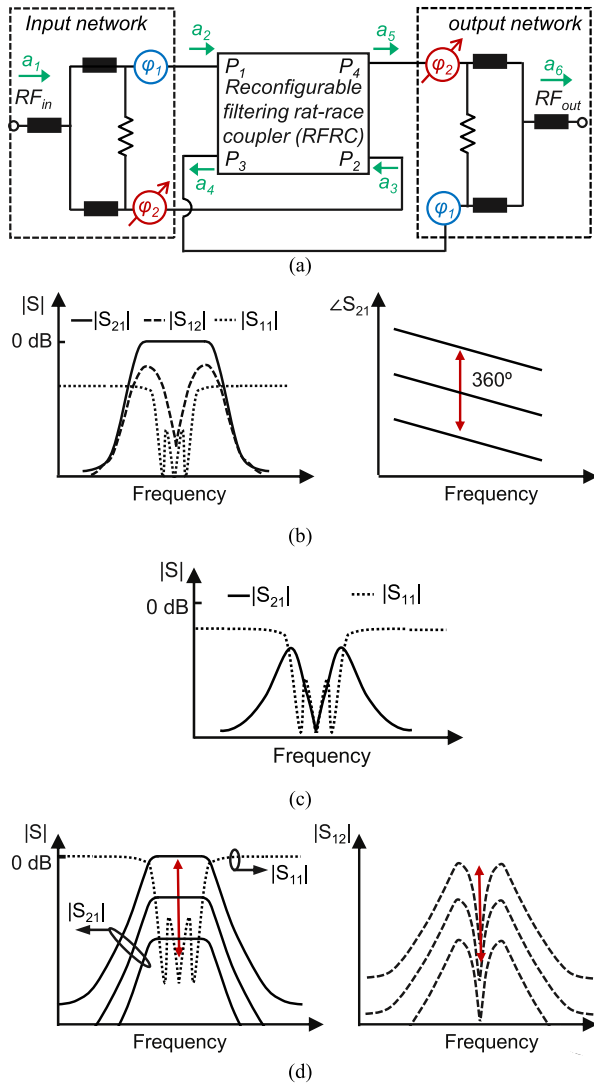 Input network
output network
a1
a2
a5
a6
RFin
φ1
P1
P4
φ2
RFout
Reconfigurable
filtering rat-race
coupler (RFRC)
P3
P2
a4
a3
φ2
φ1
(a)
|S|
|S21|
|S12|
|S11|
0 dB
Frequency
∠S21
360º
Frequency
(b)
|S|
|S21|
|S11|
0 dB
Frequency
(c)
|S|
0 dB
|S11|
|S21|
Frequency
|S12|
Frequency
(d)